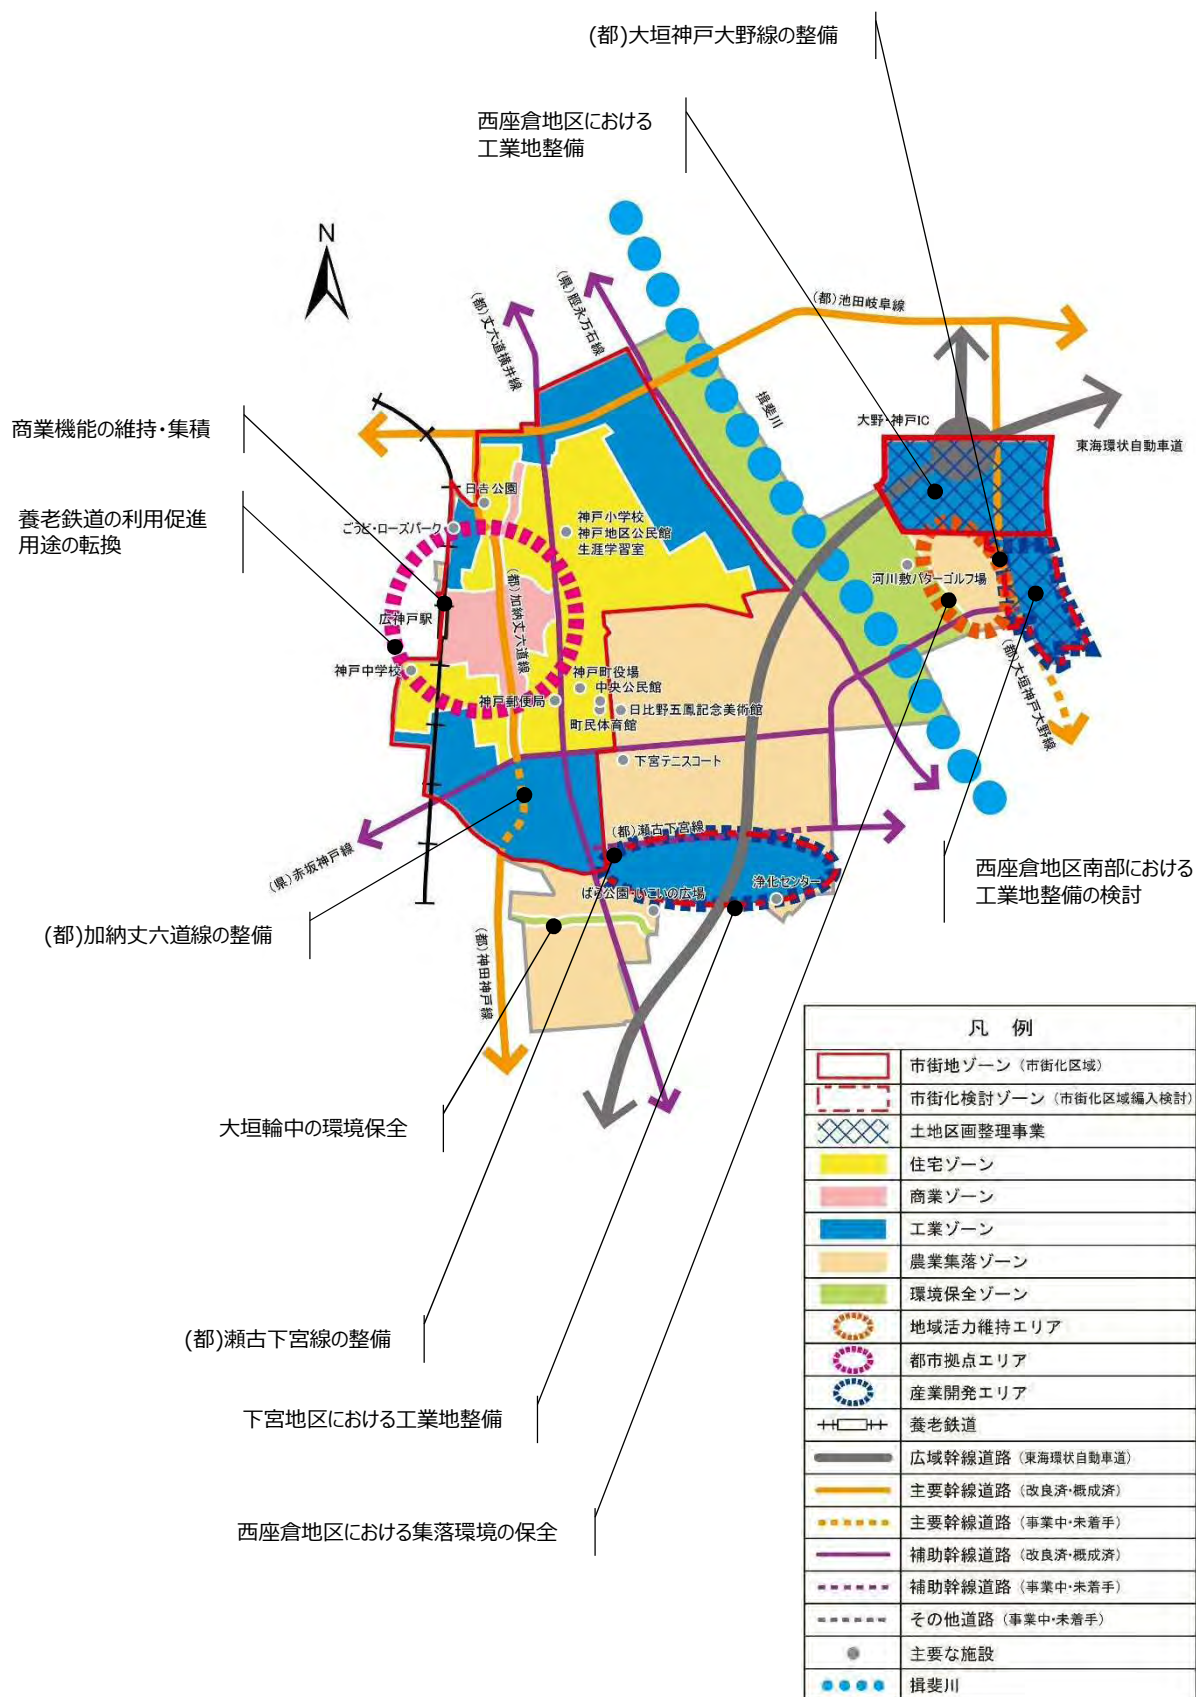 (都)大垣神戸大野線の整備
西座倉地区における
工業地整備
N
(県)脛永万石線
(都)池田岐阜線
(都)丈六道横井線
揖斐川
大野・神戸IC
東海環状自動車道
商業機能の維持・集積
日吉公園
養老鉄道の利用促進
用途の転換
ごうど・ローズパーク
神戸小学校
神戸地区公民館
生涯学習室
河川敷パターゴルフ場
(都)加納丈六道線
広神戸駅
神戸中学校
神戸町役場
中央公民館
神戸郵便局
日比野五鳳記念美術館
町民体育館
(都)大垣神戸大野線
下宮テニスコート
(都)瀬古下宮線
(県)赤坂神戸線
西座倉地区南部における
工業地整備の検討
ばら公園・いこいの広場
浄化センター
(都)加納丈六道線の整備
(都)神田神戸線
大垣輪中の環境保全
(都)瀬古下宮線の整備
下宮地区における工業地整備
西座倉地区における集落環境の保全
凡 例
市街地ゾーン (市街化区域)
市街化検討ゾーン (市街化区域編入検討)
土地区画整理事業
住宅ゾーン
商業ゾーン
工業ゾーン
農業集落ゾーン
環境保全ゾーン
地域活力維持エリア
都市拠点エリア
産業開発エリア
養老鉄道
広域幹線道路 (東海環状自動車道)
主要幹線道路 (改良済・概成済)
主要幹線道路 (事業中・未着手)
補助幹線道路 (改良済・概成済)
補助幹線道路 (事業中・未着手)
その他道路 (事業中・未着手)
主要な施設
揖斐川